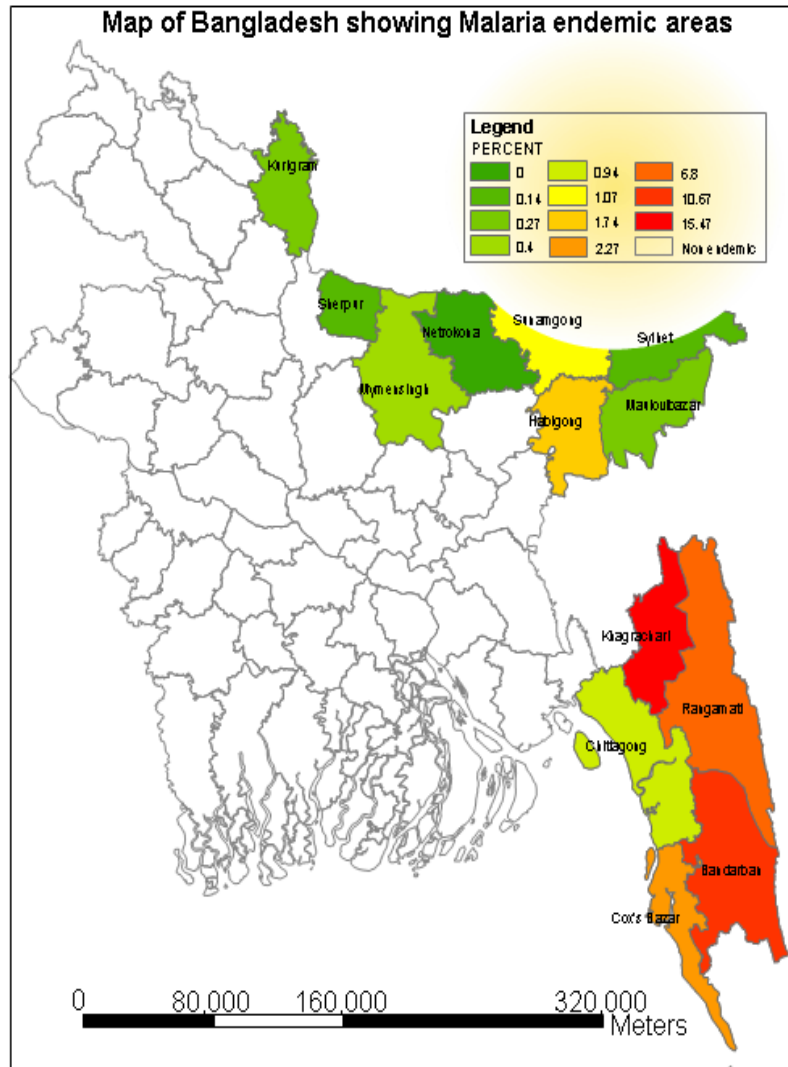 Map of Bangladesh showing Malaria endemic areas
Legend
PERCENT
0
0.14
0.27
0.4
0.94
1.07
1.74
2.27
6.8
10.67
15.47
Non endemic
Kurigram
Sherpur
Netrokona
Sunamgong
Sylhet
Mymensingh
Habigong
Mauloulbazar
Khagrachari
Rangamati
Chittagong
Bandarban
Cox's Bazar
0
80,000
160,000
320,000
Meters